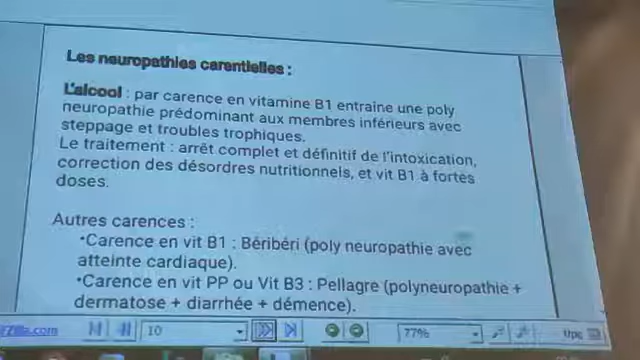 Les neuropathies carentielles :
L'alcool : par carence en vitamine B1 entraîne une poly
neuropathie prédominant aux membres inférieurs avec
steppage et troubles trophiques.
Le traitement : arrêt complet et définitif de l'intoxication,
correction des désordres nutritionnels, et vit B1 à fortes
doses.
Autres carences :
•Carence en vit B1 : Béribéri (poly neuropathie avec
atteinte cardiaque).
•Carence en vit PP ou Vit B3 : Pellagre (polyneuropathie +
dermatose + diarrhée + démence).
10
77%